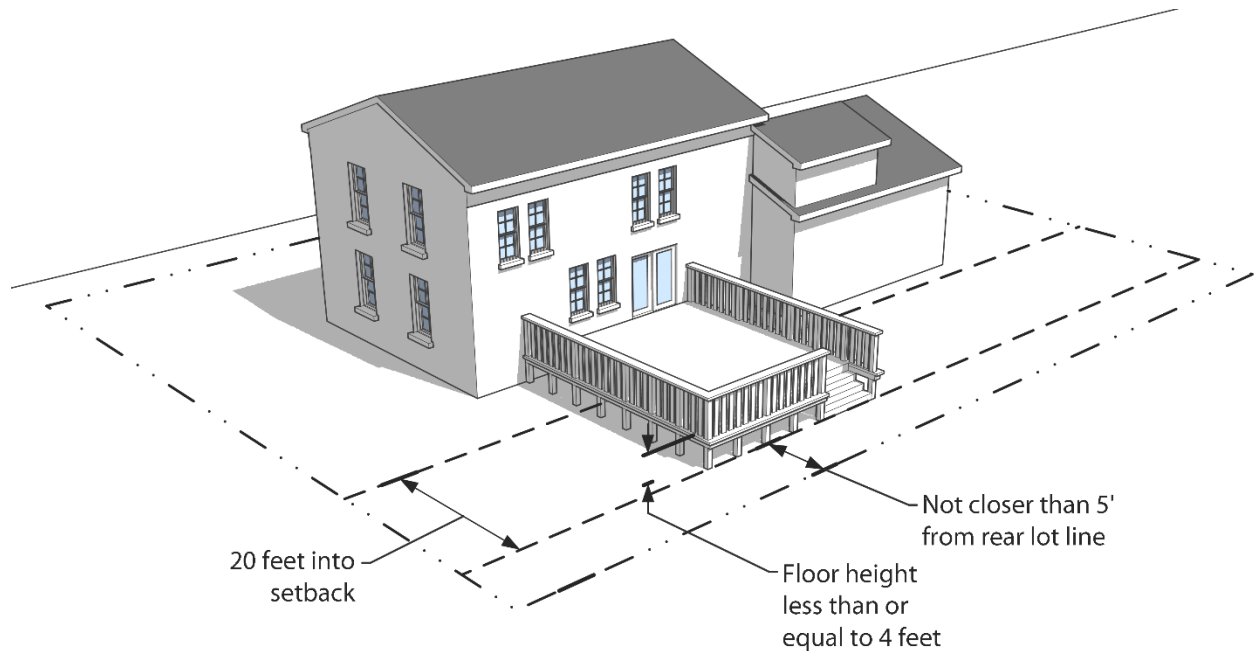 20 feet into
setback
Not closer than 5'
from rear lot line
Floor height
less than or
equal to 4 feet